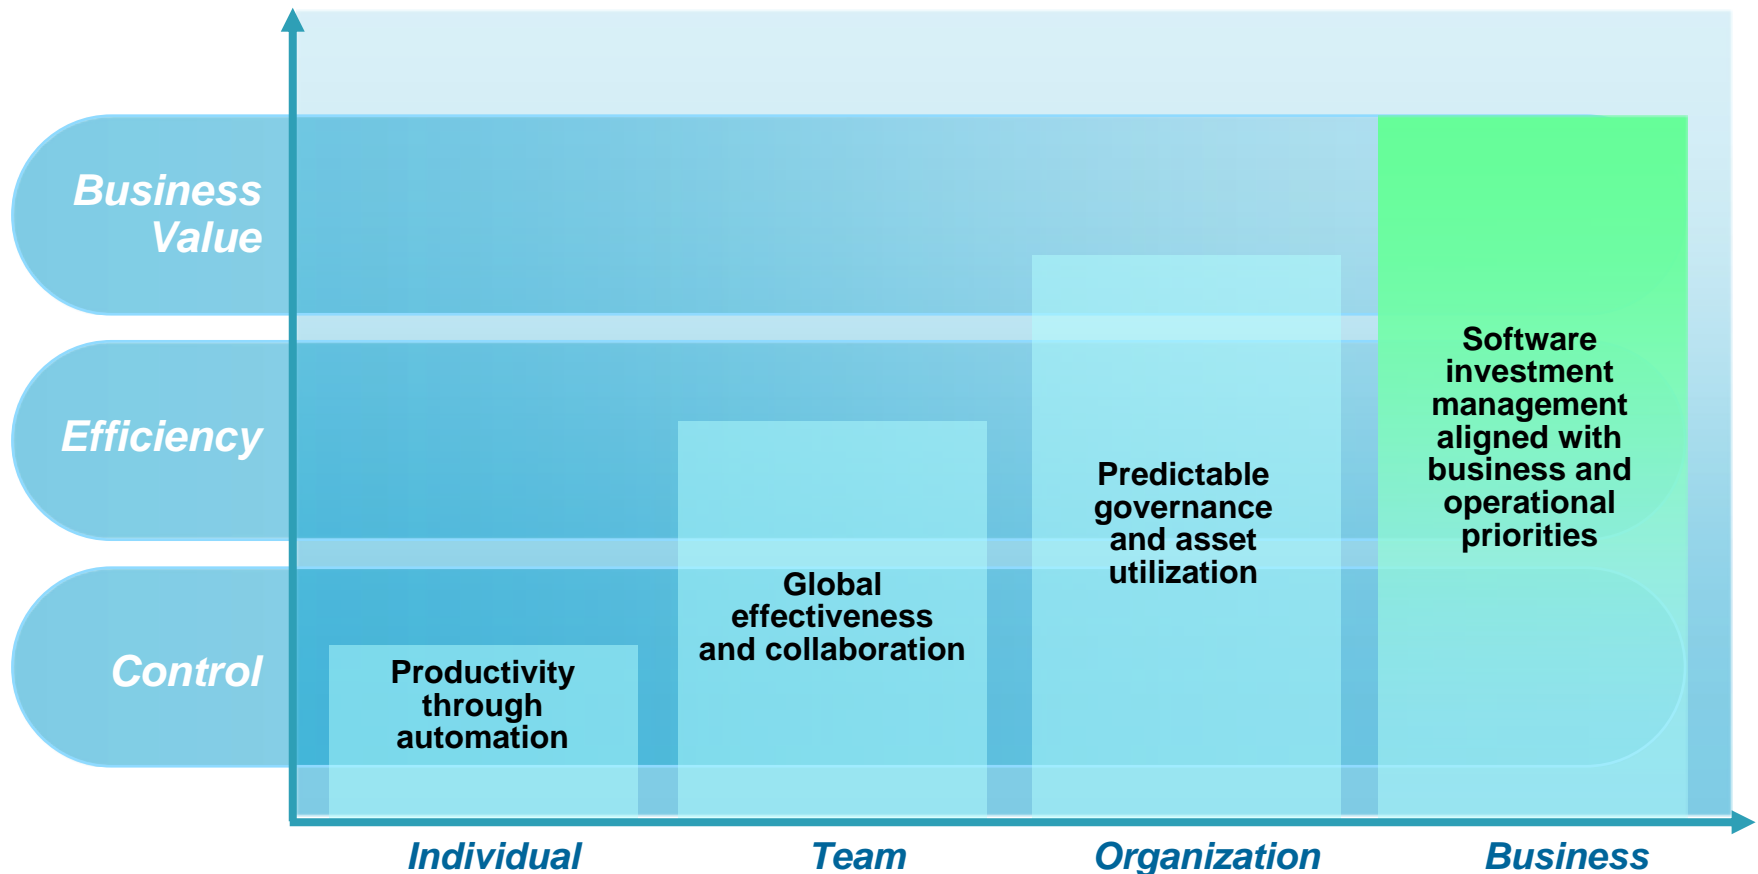 Business
Value
Efficiency
Control
Productivity
through
automation
Global
effectiveness
and collaboration
Predictable
governance
and asset
utilization
Software
investment
management
aligned with
business and
operational
priorities
Individual
Team
Organization
Business